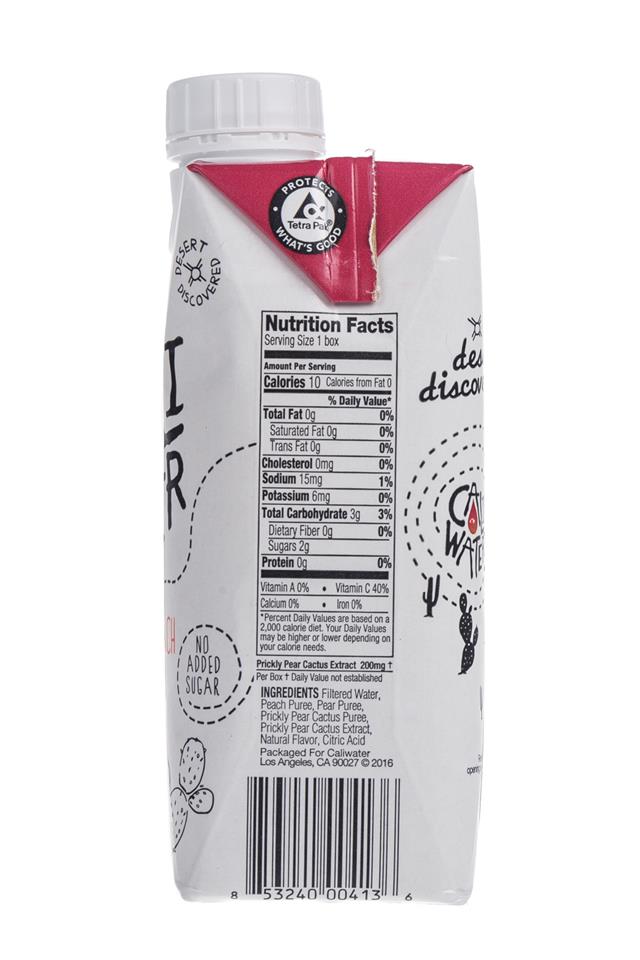 PROTECTS
Tetra Pak®
WHAT'S GOOD
DESERT
DISCOVERED
Nutrition Facts
Serving Size 1 box
Amount Per Serving
Calories 10 Calories from Fat 0
% Daily Value*
Total Fat 0g 0%
Saturated Fat 0g 0%
Trans Fat 0g 0%
Cholesterol 0mg 0%
Sodium 15mg 1%
Potassium 6mg 0%
Total Carbohydrate 3g 3%
Dietary Fiber 0g 0%
Sugars 2g
Protein 0g 0%
Vitamin A 0% • Vitamin C 40%
Calcium 0% • Iron 0%
*Percent Daily Values are based on a
2,000 calorie diet. Your Daily Values
may be higher or lower depending on
your calorie needs.
Prickly Pear Cactus Extract 200mg †
Per Box † Daily Value not established
INGREDIENTS Filtered Water,
Peach Puree, Pear Puree,
Prickly Pear Cactus Puree,
Prickly Pear Cactus Extract,
Natural Flavor, Citric Acid
Packaged For Caliwater
Los Angeles, CA 90027 © 2016
8 53240 00413 6
I
R
CH
NO
ADDED
SUGAR
des
discov
CAL
WATE